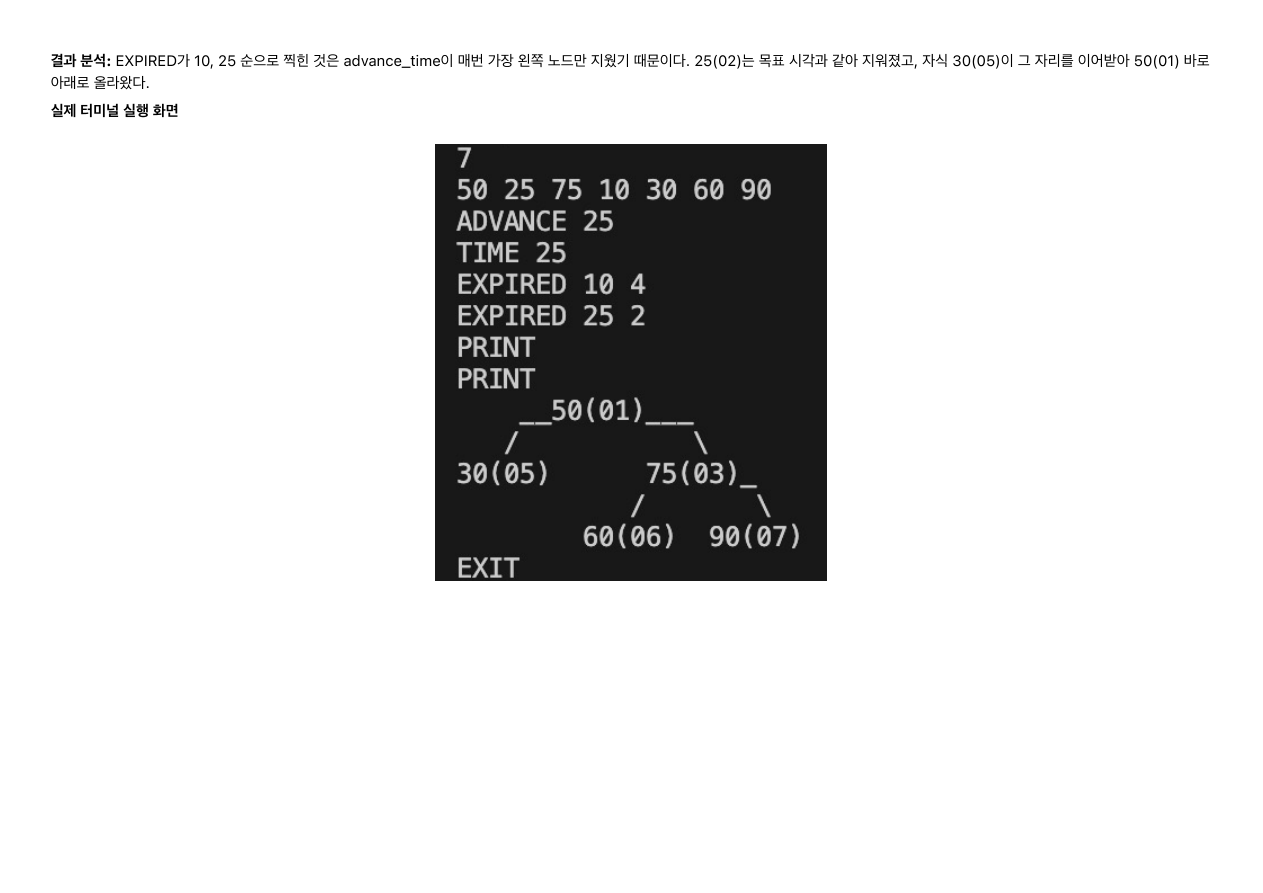 결과 분석: EXPIRED가 10, 25 순으로 찍힌 것은 advance_time이 매번 가장 왼쪽 노드만 지웠기 때문이다. 25(02)는 목표 시각과 같아 지워졌고, 자식 30(05)이 그 자리를 이어받아 50(01) 바로
아래로 올라왔다.
실제 터미널 실행 화면
7
50 25 75 10 30 60 90
ADVANCE 25
TIME 25
EXPIRED 10 4
EXPIRED 25 2
PRINT
PRINT
__50(01)___
/ \
30(05) 75(03)_
/ \
60(06) 90(07)
EXIT